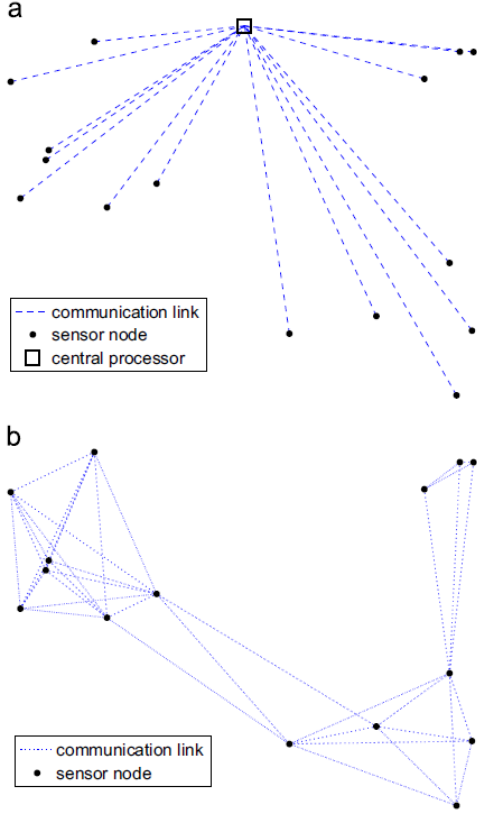 a
communication link
sensor node
central processor
b
communication link
sensor node